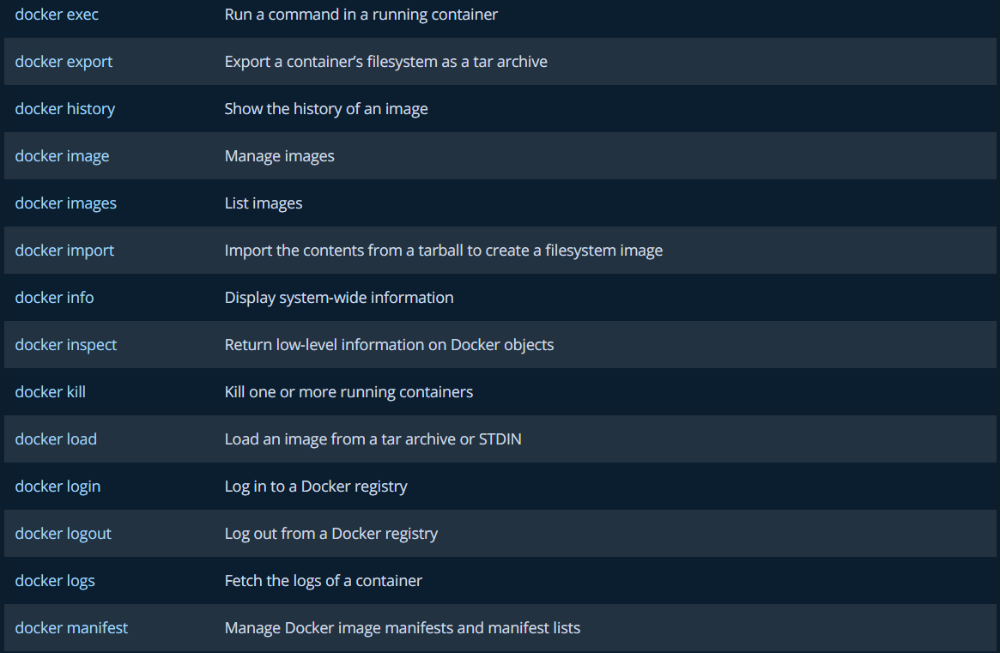 docker exec Run a command in a running container
docker export Export a container’s filesystem as a tar archive
docker history Show the history of an image
docker image Manage images
docker images List images
docker import Import the contents from a tarball to create a filesystem image
docker info Display system-wide information
docker inspect Return low-level information on Docker objects
docker kill Kill one or more running containers
docker load Load an image from a tar archive or STDIN
docker login Log in to a Docker registry
docker logout Log out from a Docker registry
docker logs Fetch the logs of a container
docker manifest Manage Docker image manifests and manifest lists